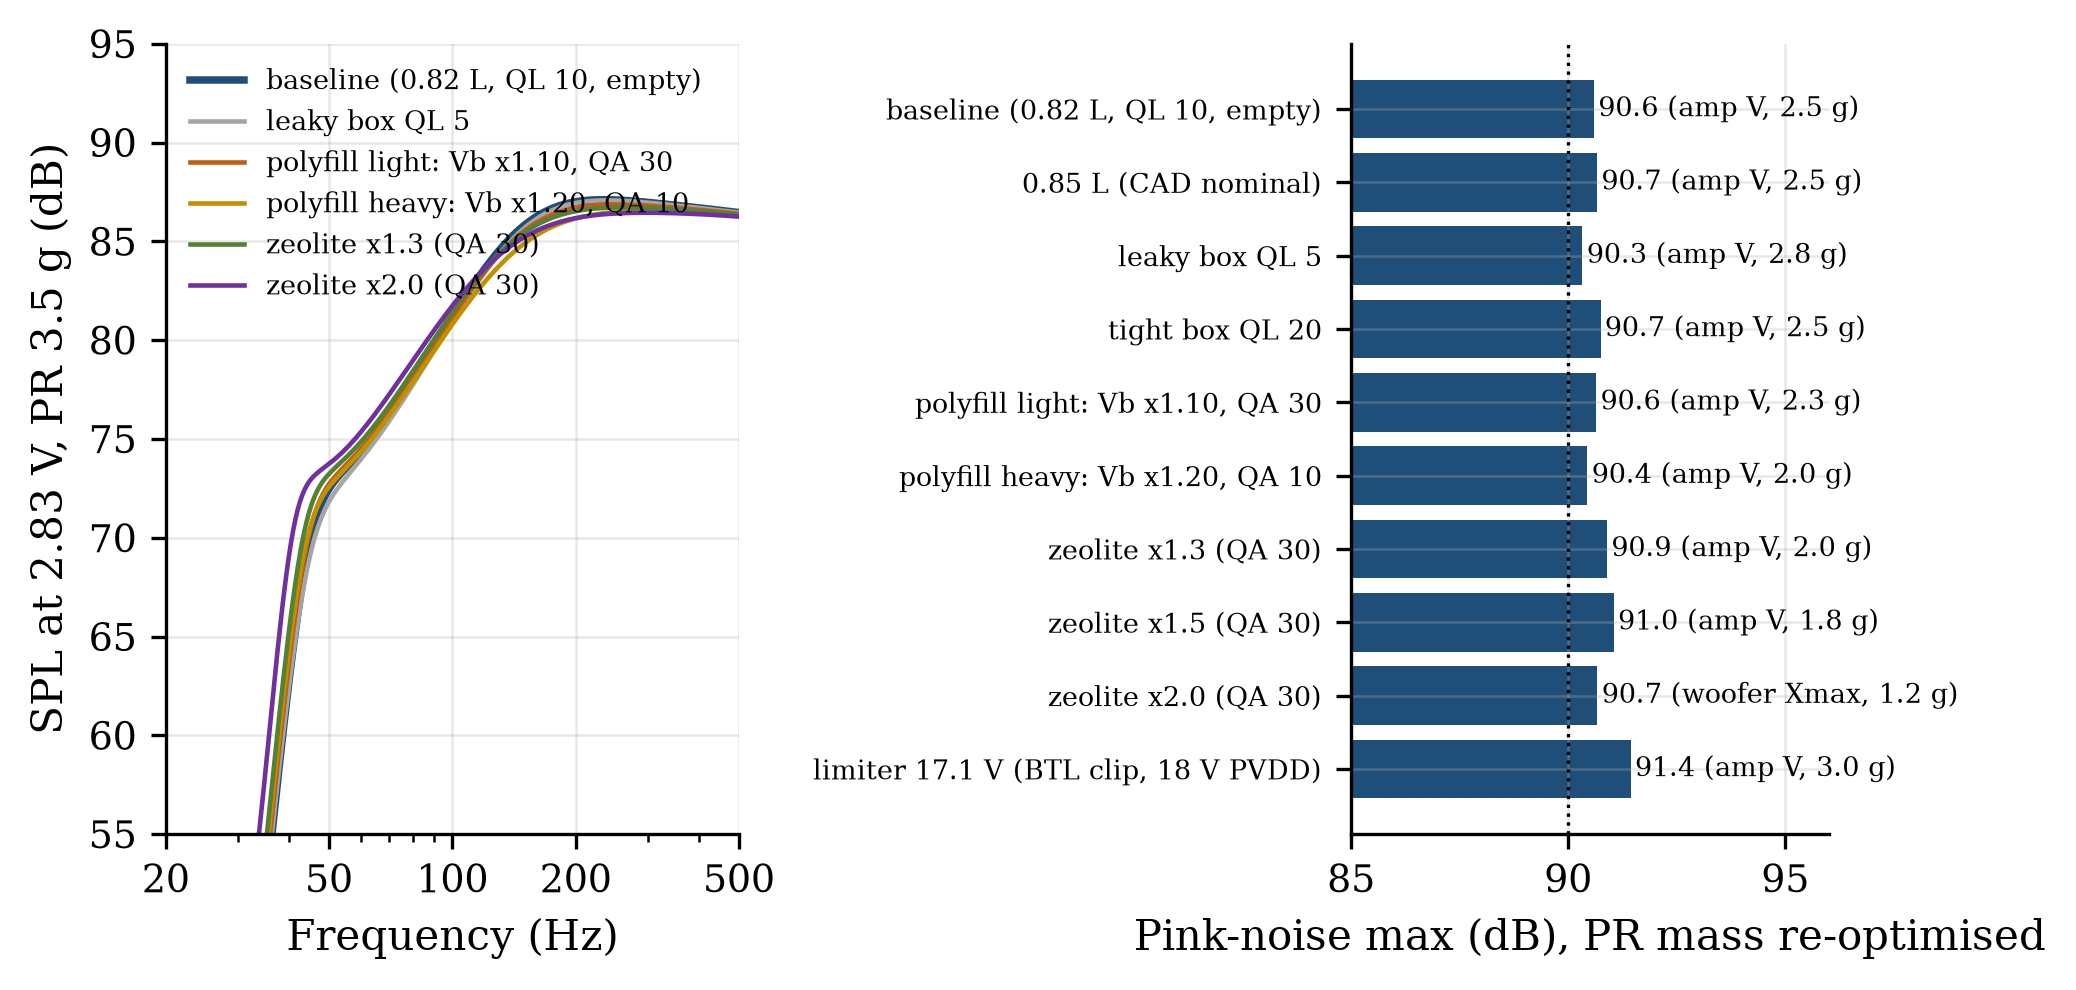 SPL at 2.83 V, PR 3.5 g (dB)
95
90
85
80
75
70
65
60
55
baseline (0.82 L, QL 10, empty)
leaky box QL 5
polyfill light: Vb x1.10, QA 30
polyfill heavy: Vb x1.20, QA 10
zeolite x1.3 (QA 30)
zeolite x2.0 (QA 30)
20 50 100 200 500
Frequency (Hz)
baseline (0.82 L, QL 10, empty) 90.6 (amp V, 2.5 g)
0.85 L (CAD nominal) 90.7 (amp V, 2.5 g)
leaky box QL 5 90.3 (amp V, 2.8 g)
tight box QL 20 90.7 (amp V, 2.5 g)
polyfill light: Vb x1.10, QA 30 90.6 (amp V, 2.3 g)
polyfill heavy: Vb x1.20, QA 10 90.4 (amp V, 2.0 g)
zeolite x1.3 (QA 30) 90.9 (amp V, 2.0 g)
zeolite x1.5 (QA 30) 91.0 (amp V, 1.8 g)
zeolite x2.0 (QA 30) 90.7 (woofer Xmax, 1.2 g)
limiter 17.1 V (BTL clip, 18 V PVDD) 91.4 (amp V, 3.0 g)
85 90 95
Pink-noise max (dB), PR mass re-optimised